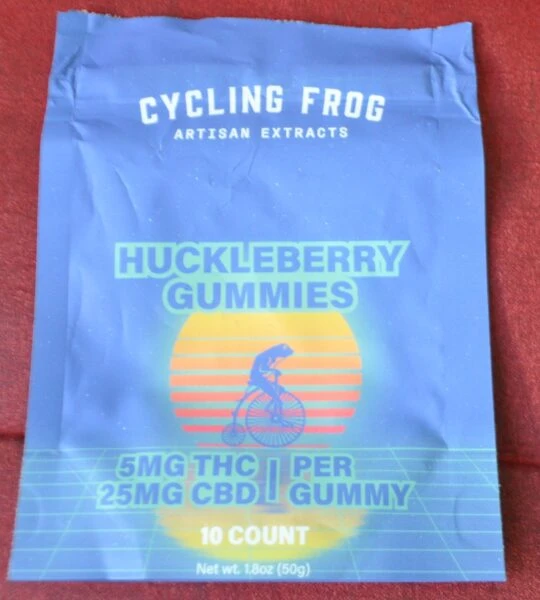 CYCLING FROG
ARTISAN EXTRACTS
HUCKLEBERRY
GUMMIES
5MG THC | PER
25MG CBD | GUMMY
10 COUNT
Net wt. 1.8oz (50g)